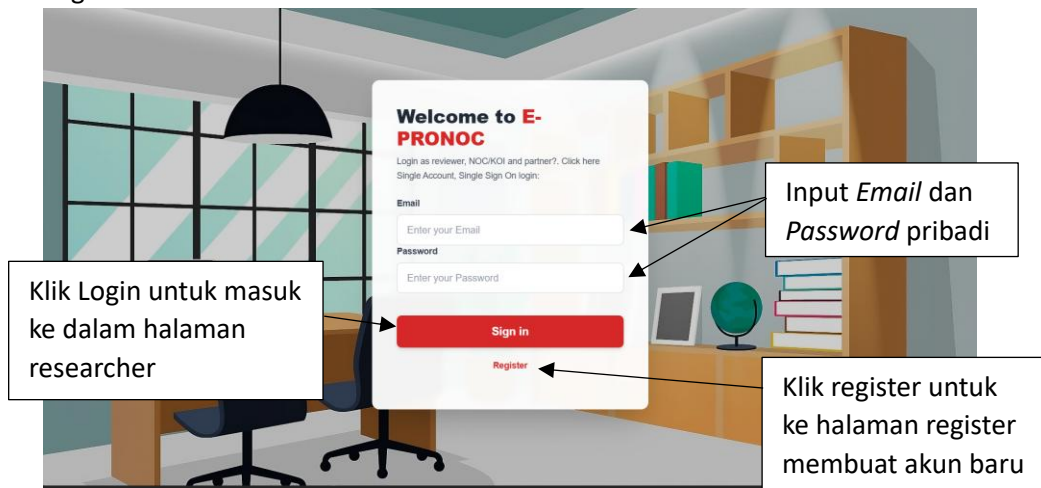 Welcome to E-
PRONOC
Login as reviewer, NOC/KOI and partner?. Click here
Single Account, Single Sign On login:
Email
Enter your Email
Password
Enter your Password
Sign in
Register
Input Email dan
Password pribadi
Klik Login untuk masuk
ke dalam halaman
researcher
Klik register untuk
ke halaman register
membuat akun baru